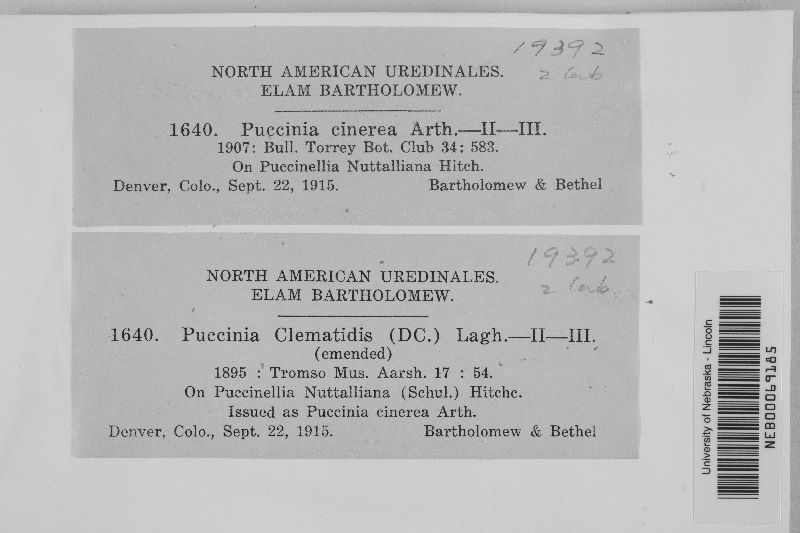 19392
2 Cerb
NORTH AMERICAN UREDINALES.
ELAM BARTHOLOMEW.
1640. Puccinia cinerea Arth.—II—III.
1907: Bull. Torrey Bot. Club 34: 583.
On Puccinellia Nuttalliana Hitch.
Denver, Colo., Sept. 22, 1915. Bartholomew & Bethel
19392
2
NORTH AMERICAN UREDINALES.
ELAM BARTHOLOMEW.
1640. Puccinia Clematidis (DC.) Lagh.—II—III.
(emended)
1895 : Tromso Mus. Aarsh. 17 : 54.
On Puccinellia Nuttalliana (Schul.) Hitchc.
Issued as Puccinia cinerea Arth.
Denver, Colo., Sept. 22, 1915. Bartholomew & Bethel
University of Nebraska - Lincoln
NEB00069185